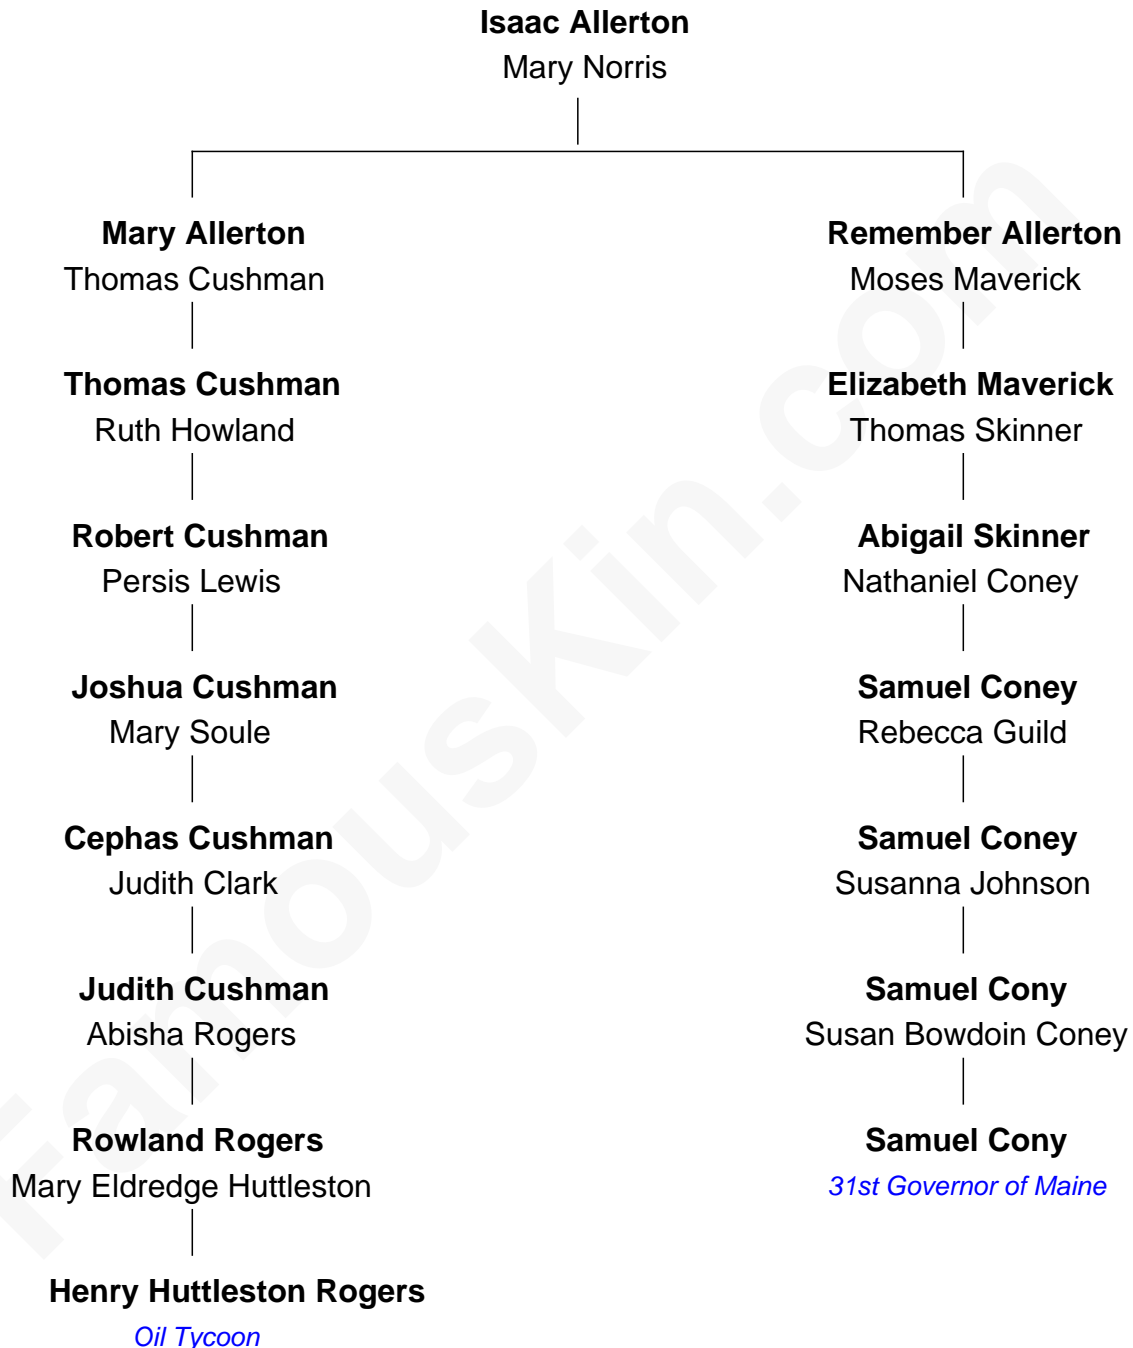 Isaac Allerton
Mary Norris
Mary Allerton
Thomas Cushman
Remember Allerton
Moses Maverick
Thomas Cushman
Ruth Howland
Elizabeth Maverick
Thomas Skinner
Robert Cushman
Persis Lewis
Abigail Skinner
Nathaniel Coney
Joshua Cushman
Mary Soule
Samuel Coney
Rebecca Guild
Cephas Cushman
Judith Clark
Samuel Coney
Susanna Johnson
Judith Cushman
Abisha Rogers
Samuel Cony
Susan Bowdoin Coney
Rowland Rogers
Mary Eldredge Huttleston
Samuel Cony
31st Governor of Maine
Henry Huttleston Rogers
Oil Tycoon
FamousKin.com